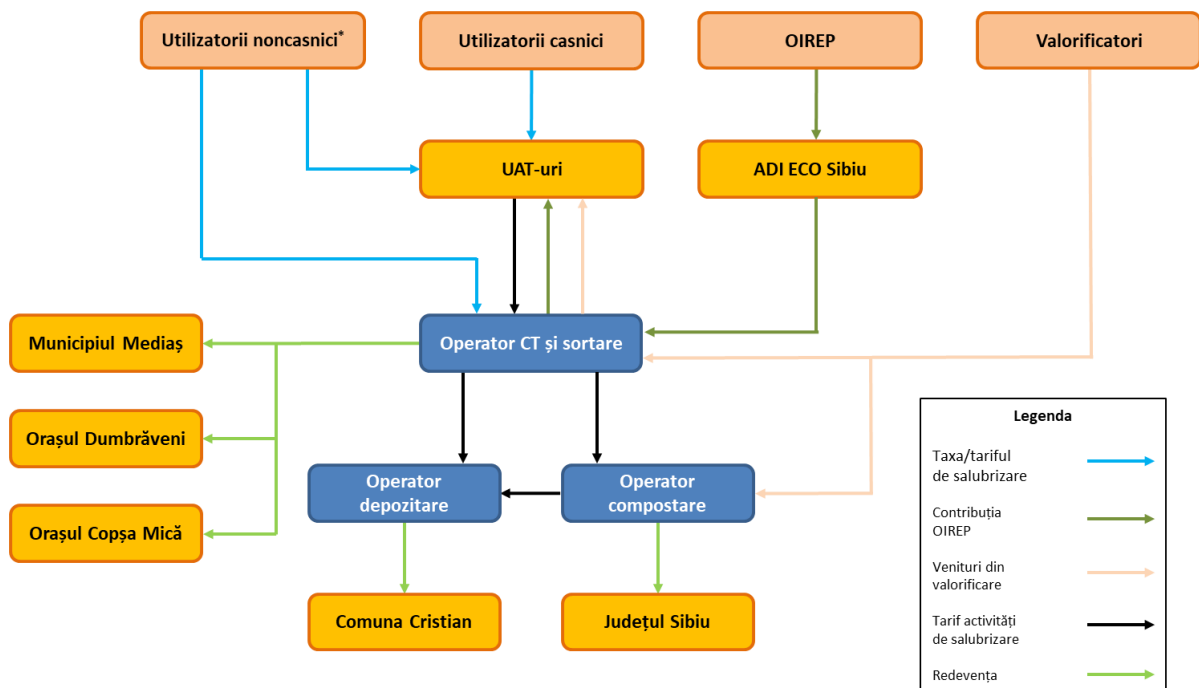 Utilizatorii noncasnici*
Utilizatorii casnici
OIREP
Valorificatori
UAT-uri
ADI ECO Sibiu
Municipiul Mediaș
Operator CT și sortare
Orașul Dumbrăveni
Orașul Copșa Mică
Operator
depozitare
Operator
compostare
Comuna Cristian
Județul Sibiu
Legenda
Taxa/tariful
de salubrizare
Contribuția
OIREP
Venituri din
valorificare
Tarif activități
de salubrizare
Redevența